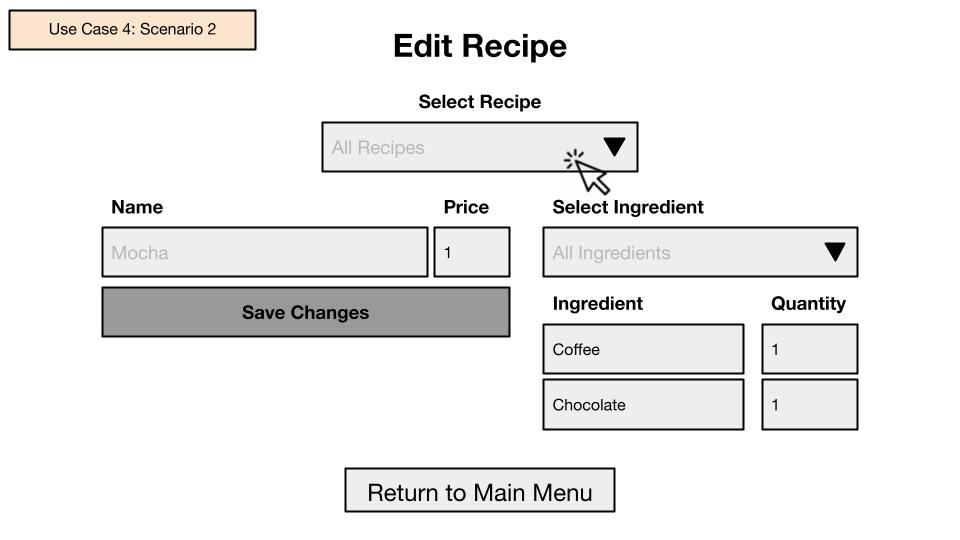 Use Case 4: Scenario 2
Edit Recipe
Select Recipe
All Recipes
Name
Price
Mocha
1
Save Changes
Select Ingredient
All Ingredients
Ingredient
Quantity
Coffee
1
Chocolate
1
Return to Main Menu